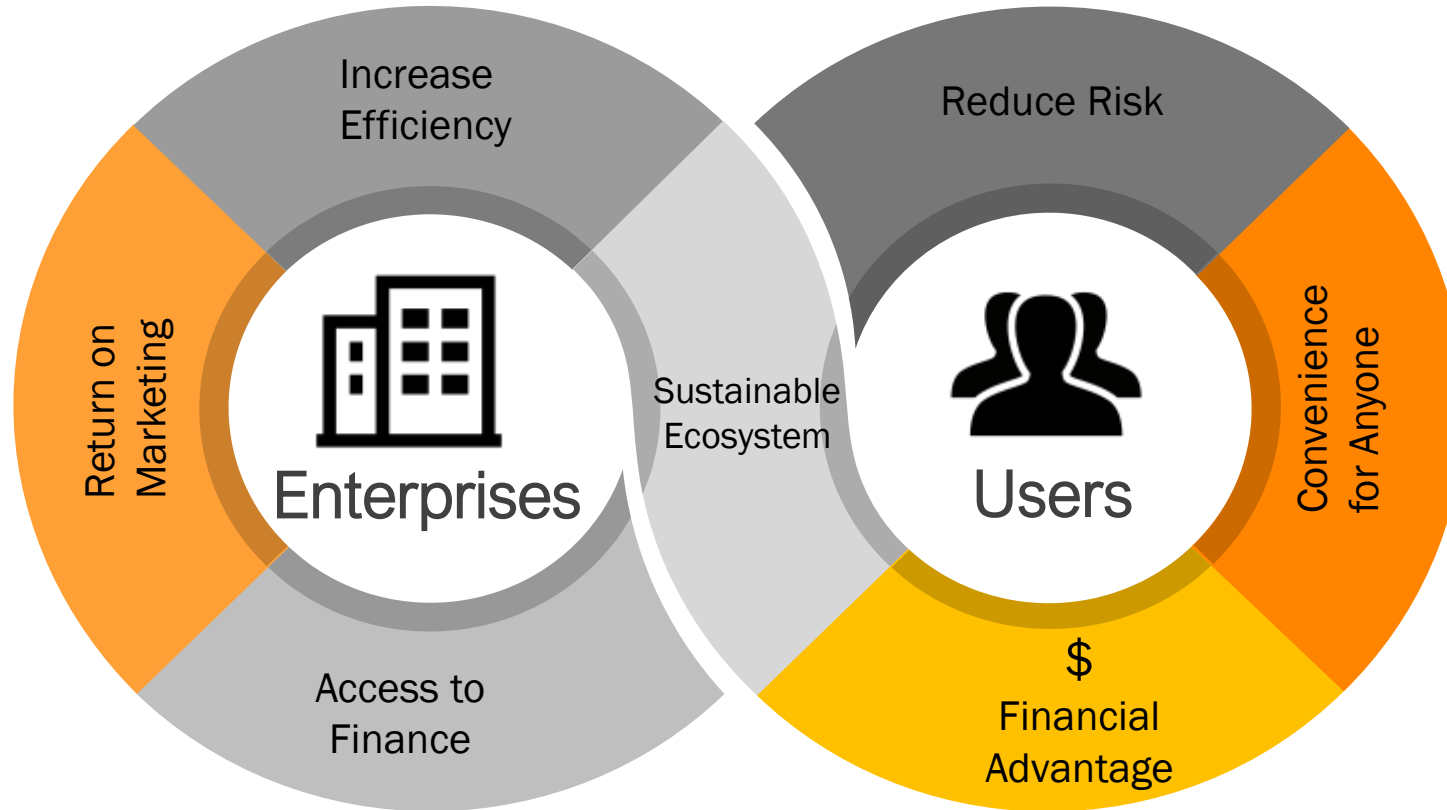 Increase
Efficiency
Reduce Risk
Return on
Marketing
Enterprises
Sustainable
Ecosystem
Users
Convenience
for Anyone
Access to
Finance
$
Financial
Advantage